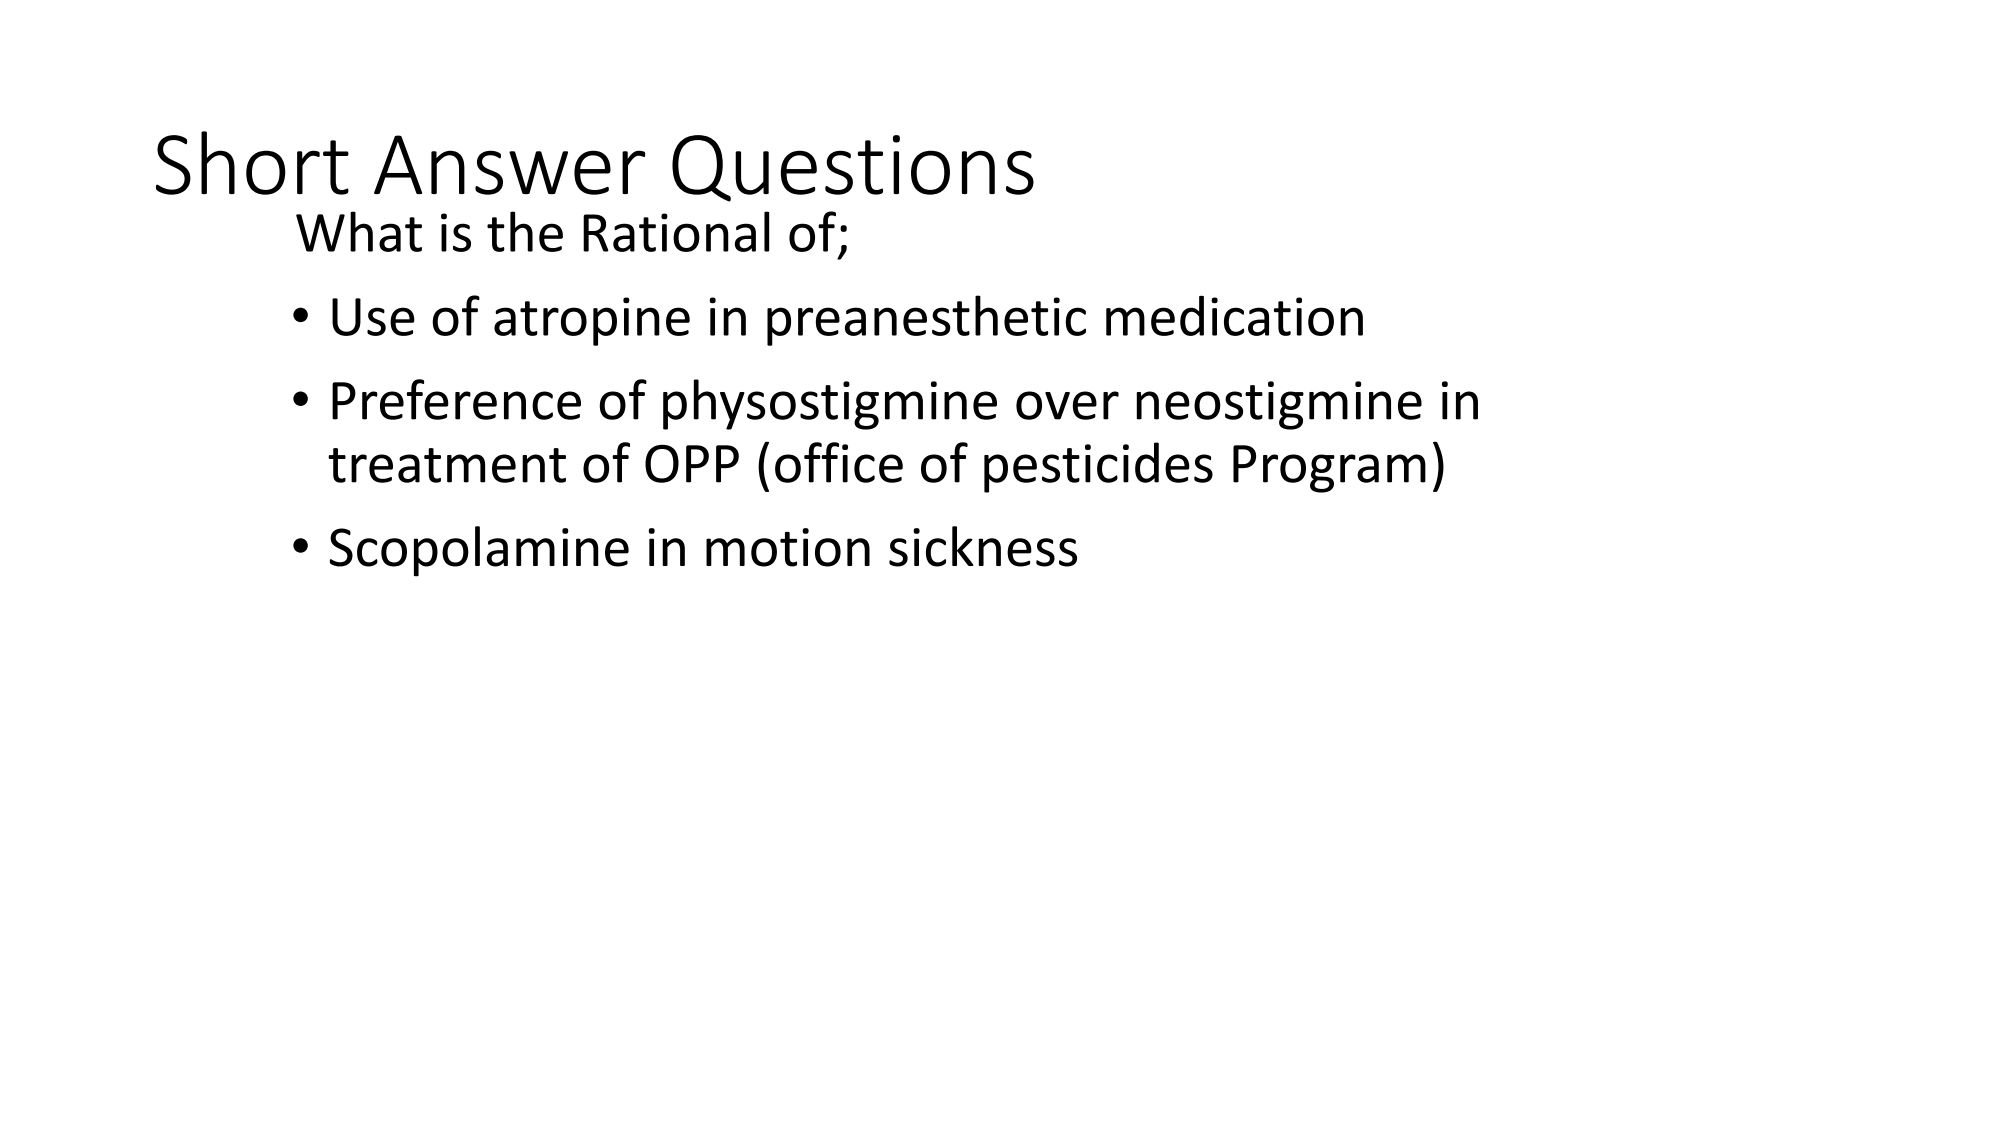 Short Answer Questions
What is the Rational of;
• Use of atropine in preanesthetic medication
• Preference of physostigmine over neostigmine in
treatment of OPP (office of pesticides Program)
• Scopolamine in motion sickness